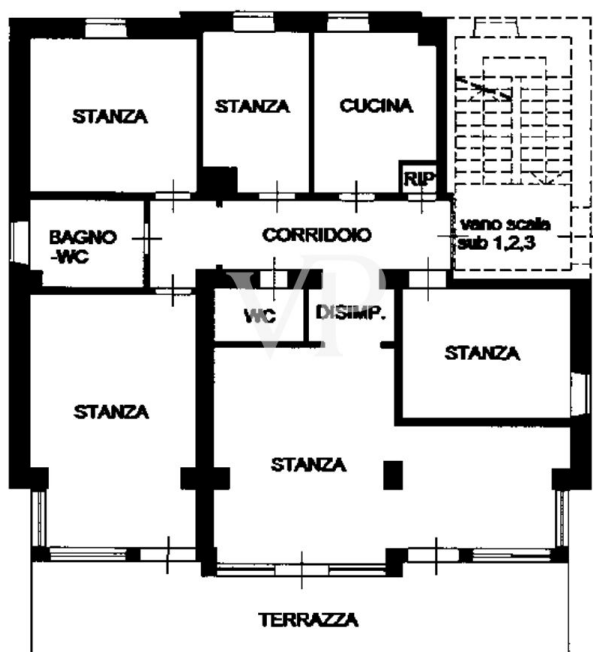 STANZA
STANZA
CUCINA
RIP
BAGNO
-WC
CORRIDOIO
vano scala
sub 1,2,3
WC
DISIMP.
STANZA
STANZA
STANZA
TERRAZZA
VP